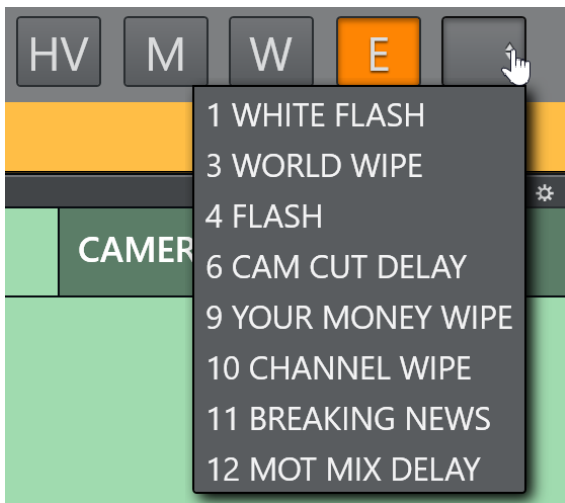 HV M W E
1 WHITE FLASH
3 WORLD WIPE
4 FLASH
CAMER
6 CAM CUT DELAY
9 YOUR MONEY WIPE
10 CHANNEL WIPE
11 BREAKING NEWS
12 MOT MIX DELAY